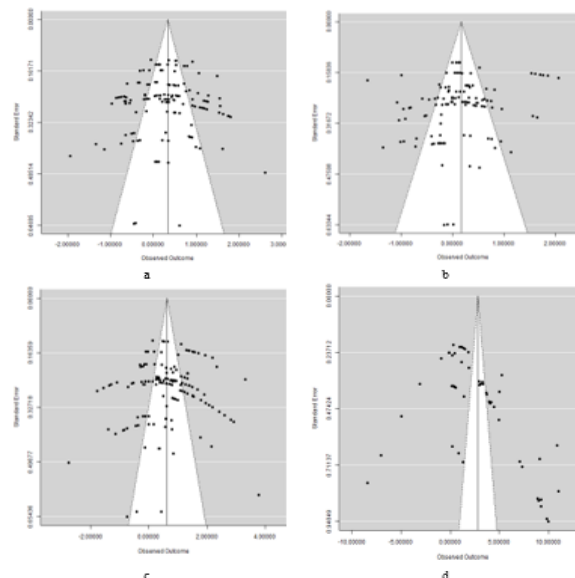 0.00000
0.16171
0.32342
0.48514
0.64685
Standard Error
-2.00000 -1.00000 0.00000 1.00000 2.00000 3.000
Observed Outcome
a
0.00000
0.15836
0.31672
0.47508
0.63344
Standard Error
-2.00000 -1.00000 0.00000 1.00000 2.00000
Observed Outcome
b
0.00000
0.16359
0.32718
0.49077
0.65436
Standard Error
-2.00000 0.00000 2.00000 4.00000
Observed Outcome
c
0.00000
0.23712
0.47424
0.71137
0.94849
Standard Error
-10.00000 -5.00000 0.00000 5.00000 10.00000
Observed Outcome
d